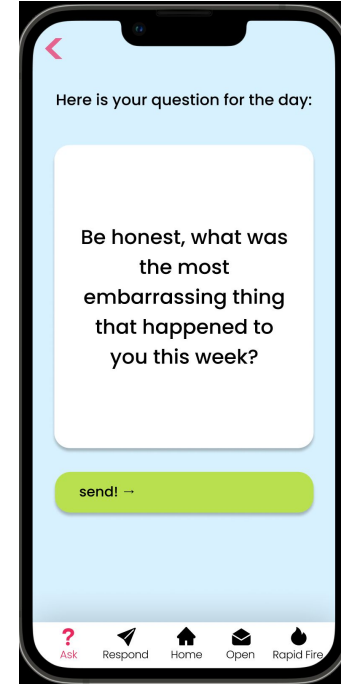 Here is your question for the day:
Be honest, what was
the most
embarrassing thing
that happened to
you this week?
send! →
?
Ask
Respond
Home
Open
Rapid Fire